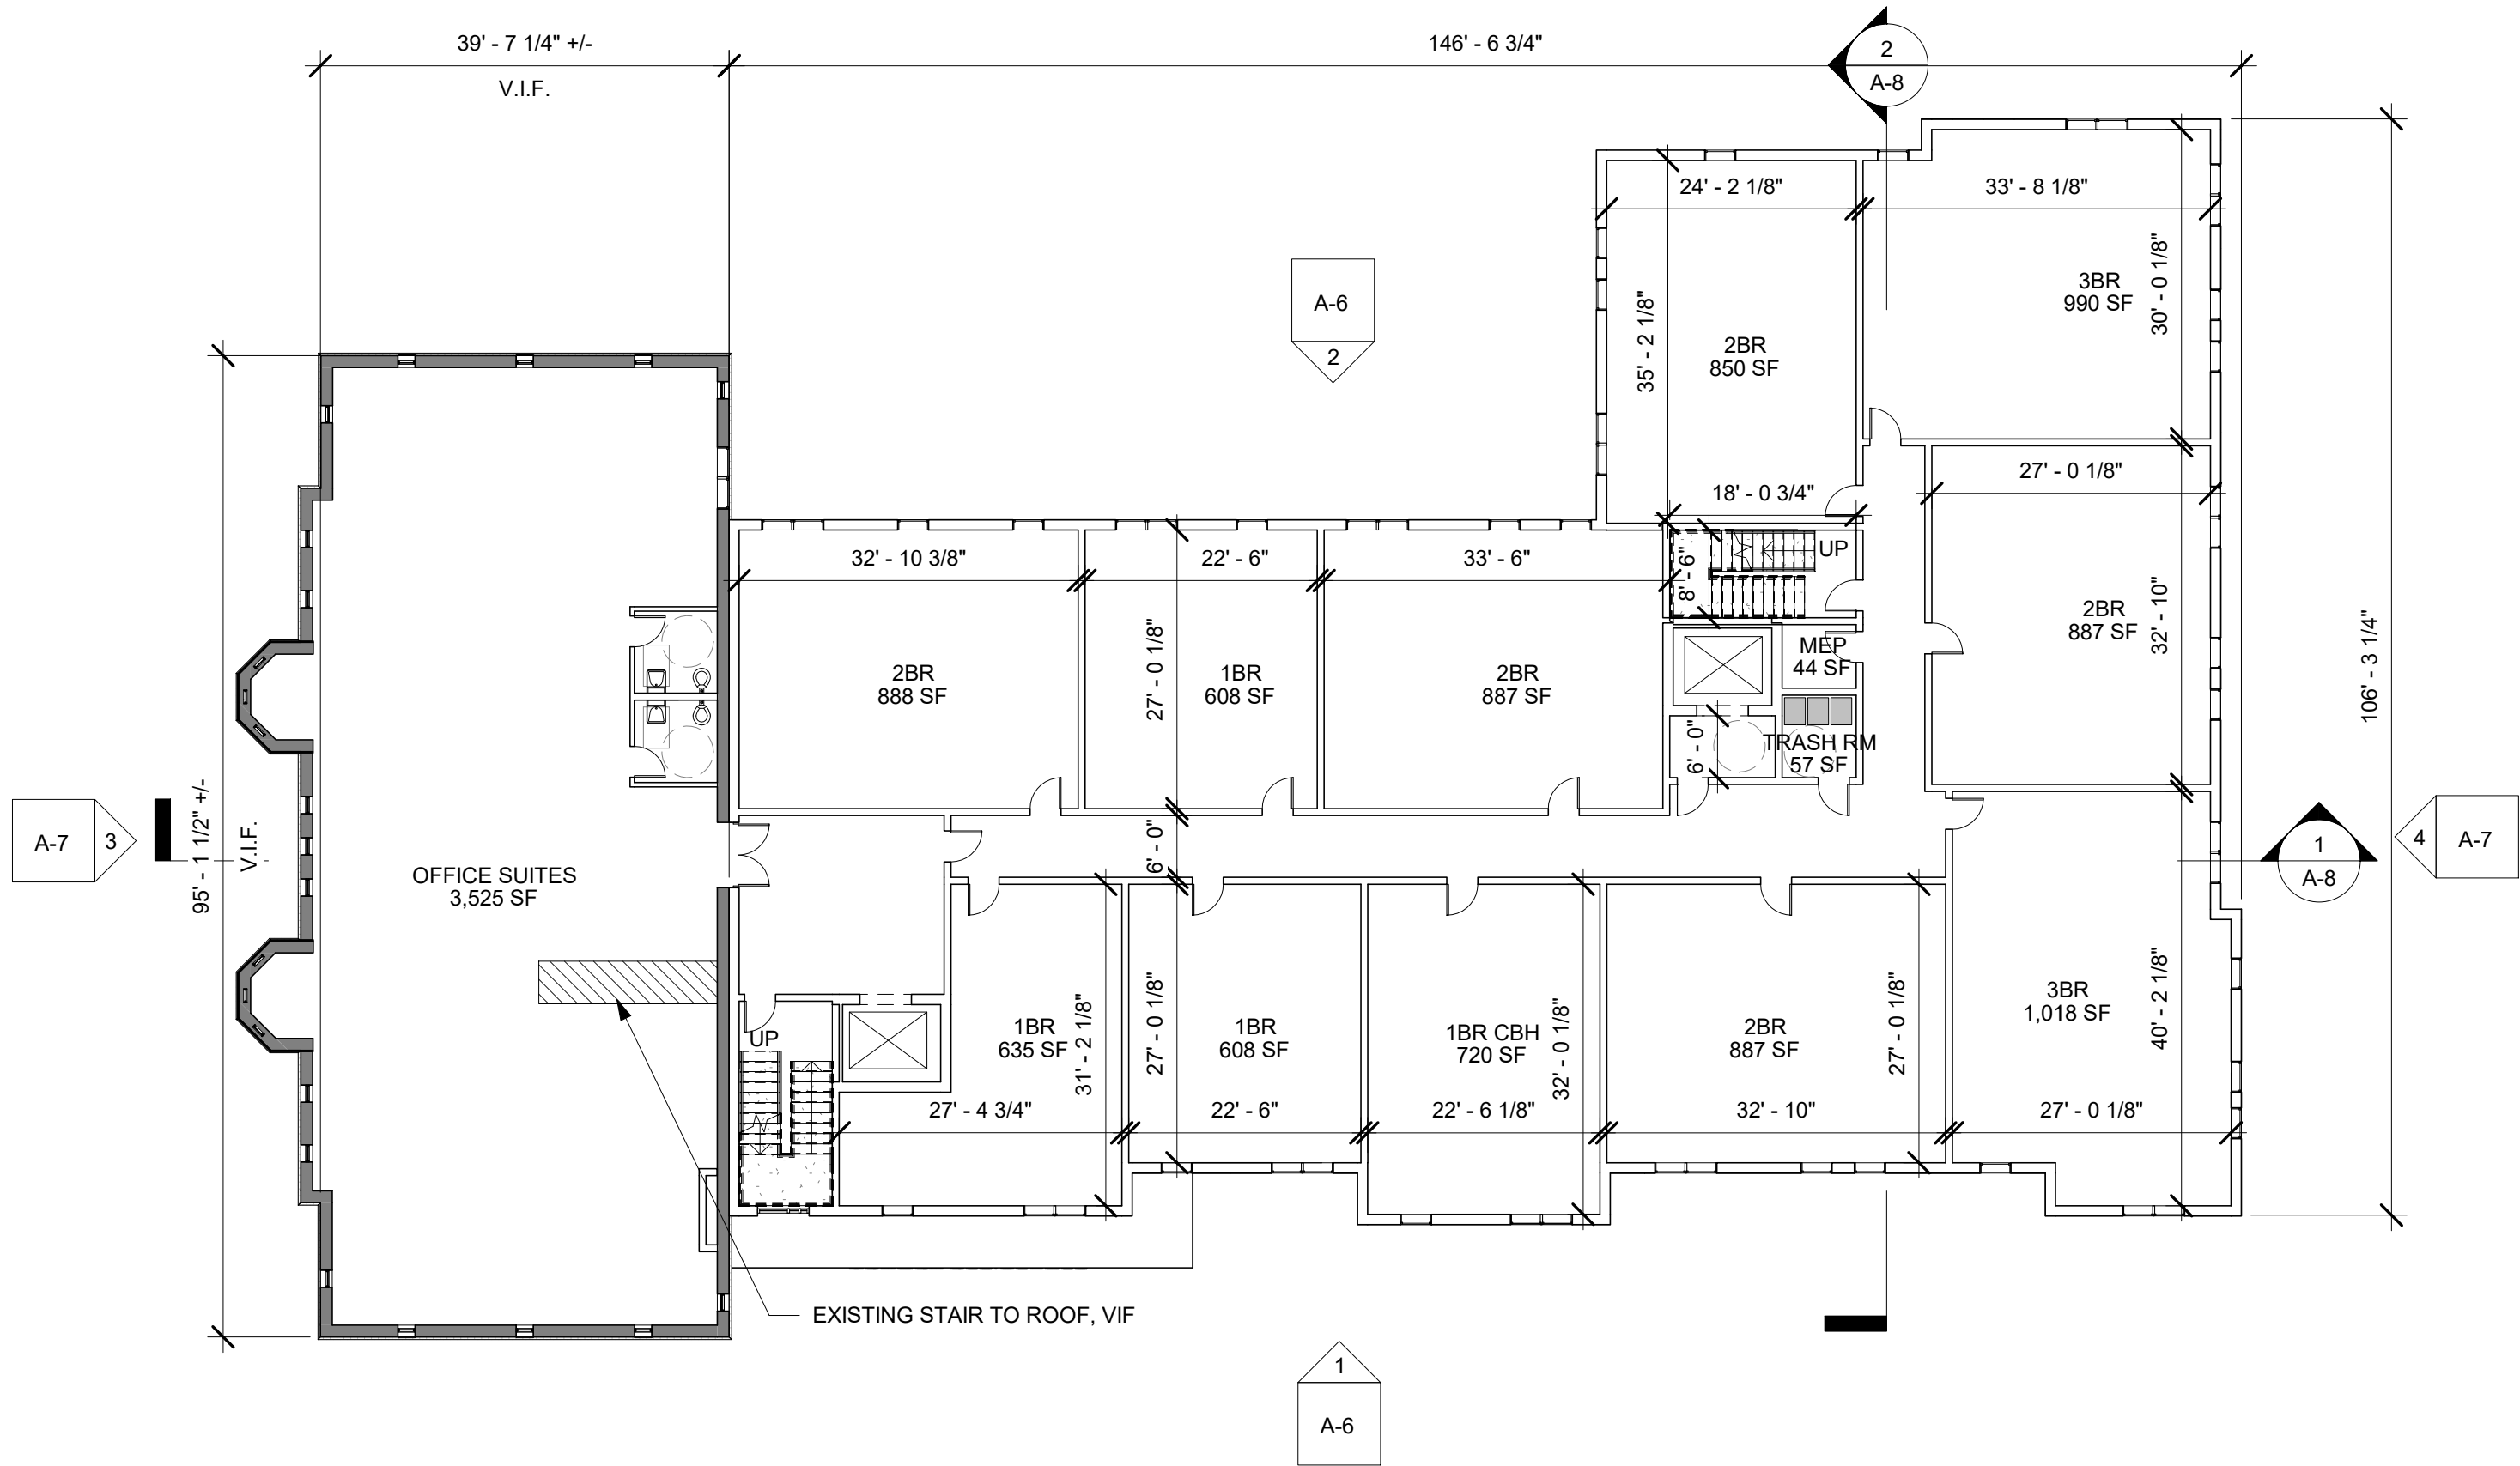 39' - 7 1/4" +/-
V.I.F.
146' - 6 3/4"
2
A-8
24' - 2 1/8"
33' - 8 1/8"
A-6
2
35' - 2 1/8"
2BR
850 SF
3BR
990 SF
30' - 0 1/8"
18' - 0 3/4"
27' - 0 1/8"
32' - 10 3/8"
22' - 6"
33' - 6"
8' - 6"
UP
2BR
887 SF
32' - 10"
106' - 3 1/4"
2BR
888 SF
27' - 0 1/8"
1BR
608 SF
2BR
887 SF
MEP
44 SF
6' - 0"
TRASH RM
57 SF
A-7
3
95' - 1 1/2" +/-
V.I.F.
OFFICE SUITES
3,525 SF
6' - 0"
1
A-8
4
A-7
UP
1BR
635 SF
31' - 2 1/8"
27' - 0 1/8"
1BR
608 SF
1BR CBH
720 SF
32' - 0 1/8"
2BR
887 SF
27' - 0 1/8"
3BR
1,018 SF
40' - 2 1/8"
27' - 4 3/4"
22' - 6"
22' - 6 1/8"
32' - 10"
27' - 0 1/8"
EXISTING STAIR TO ROOF, VIF
1
A-6